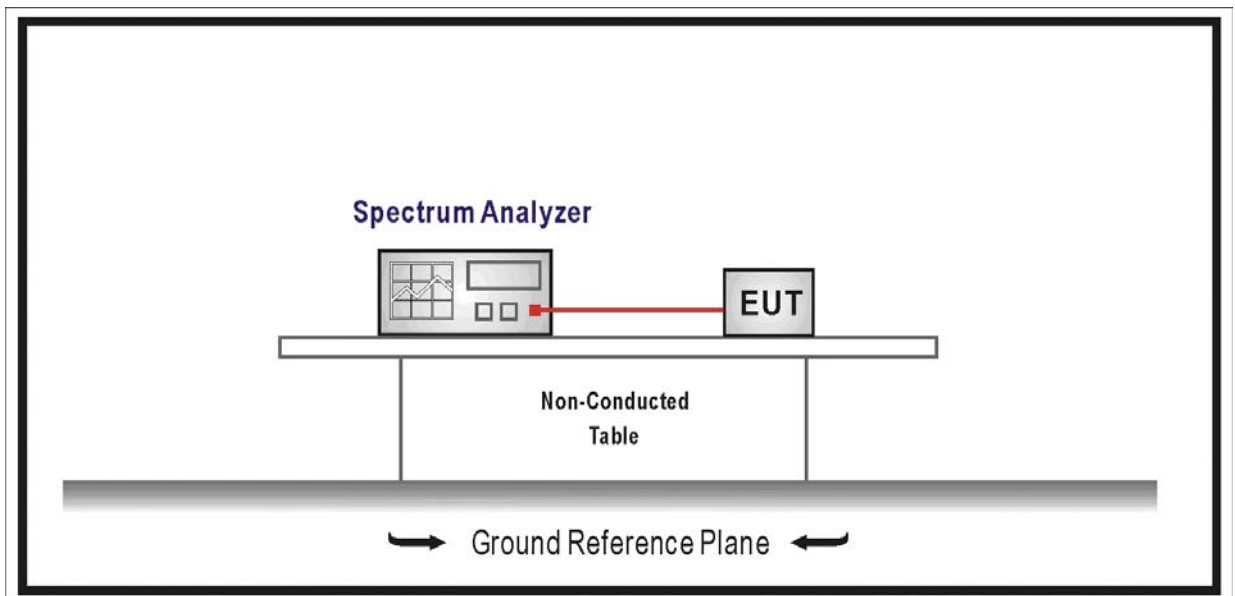 Spectrum Analyzer
EUT
Non-Conducted
Table
Ground Reference Plane